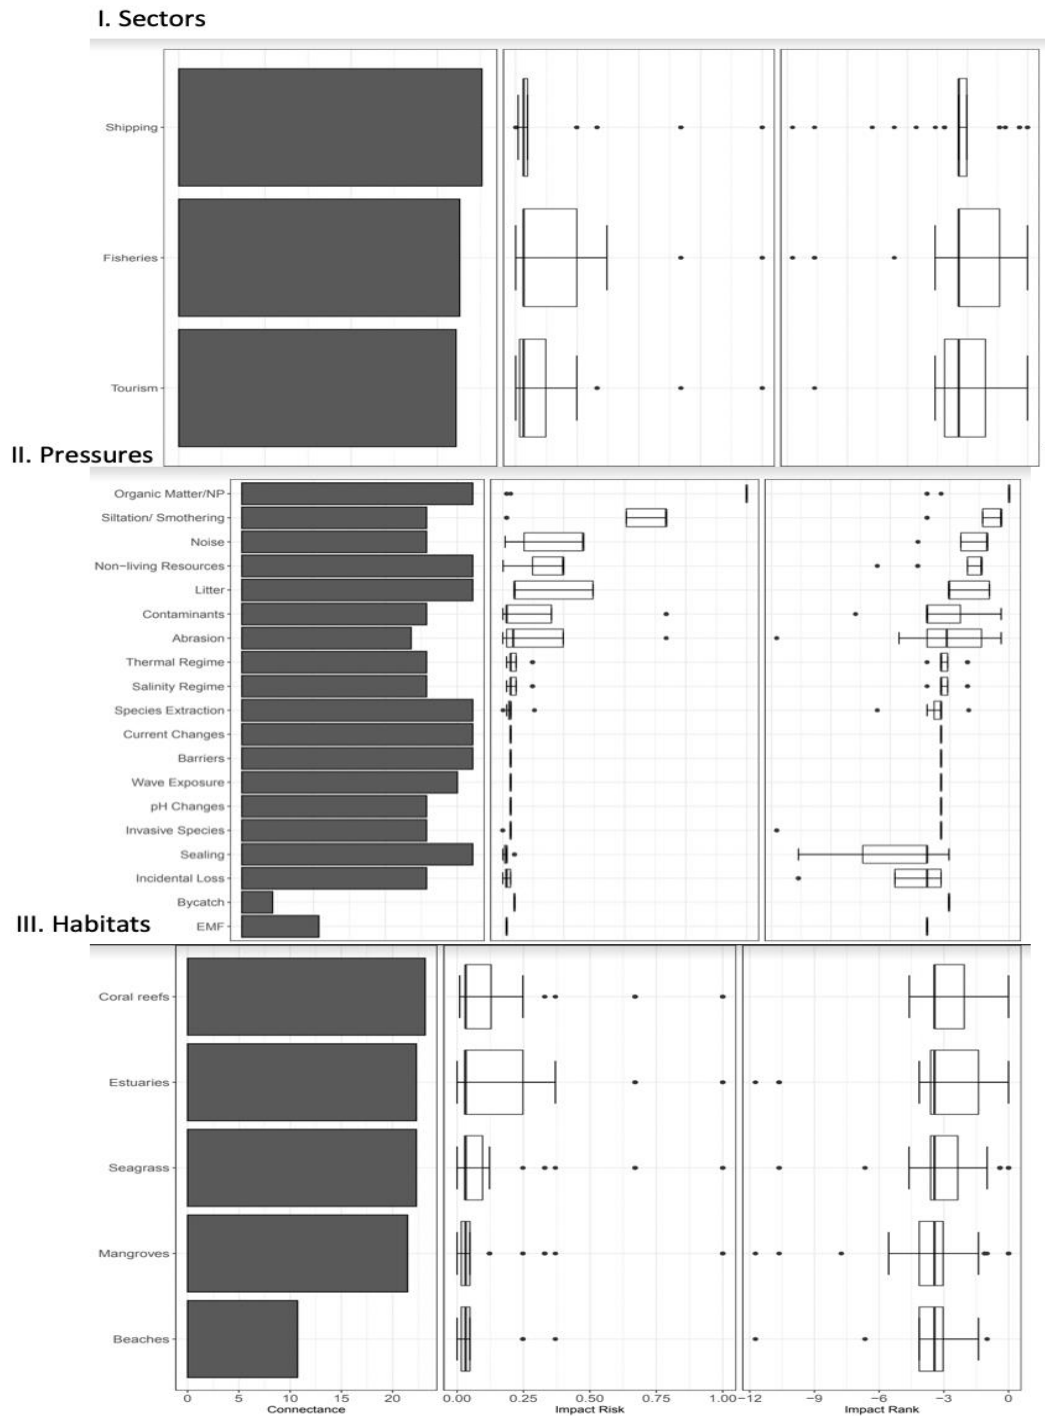 I. Sectors
Shipping
Fisheries
Tourism
II. Pressures
Organic Matter/NP
Siltation/ Smothering
Noise
Non−living Resources
Litter
Contaminants
Abrasion
Thermal Regime
Salinity Regime
Species Extraction
Current Changes
Barriers
Wave Exposure
pH Changes
Invasive Species
Sealing
Incidental Loss
Bycatch
EMF
III. Habitats
Coral reefs
Estuaries
Seagrass
Mangroves
Beaches
0 5 10 15 20 0.00 0.25 0.50 0.75 1.00 −12 −9 −6 −3 0
Connectance Impact Risk Impact Rank